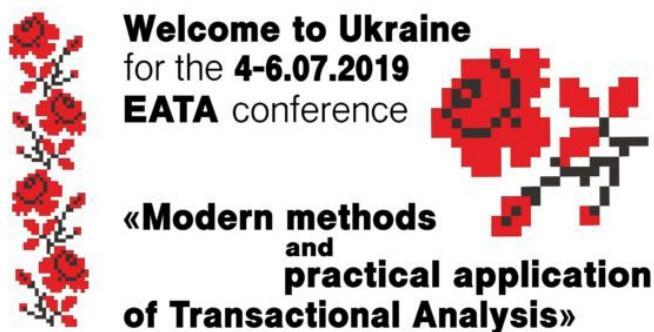 Welcome to Ukraine
for the 4-6.07.2019
EATA conference
«Modern methods
and
practical application
of Transactional Analysis»